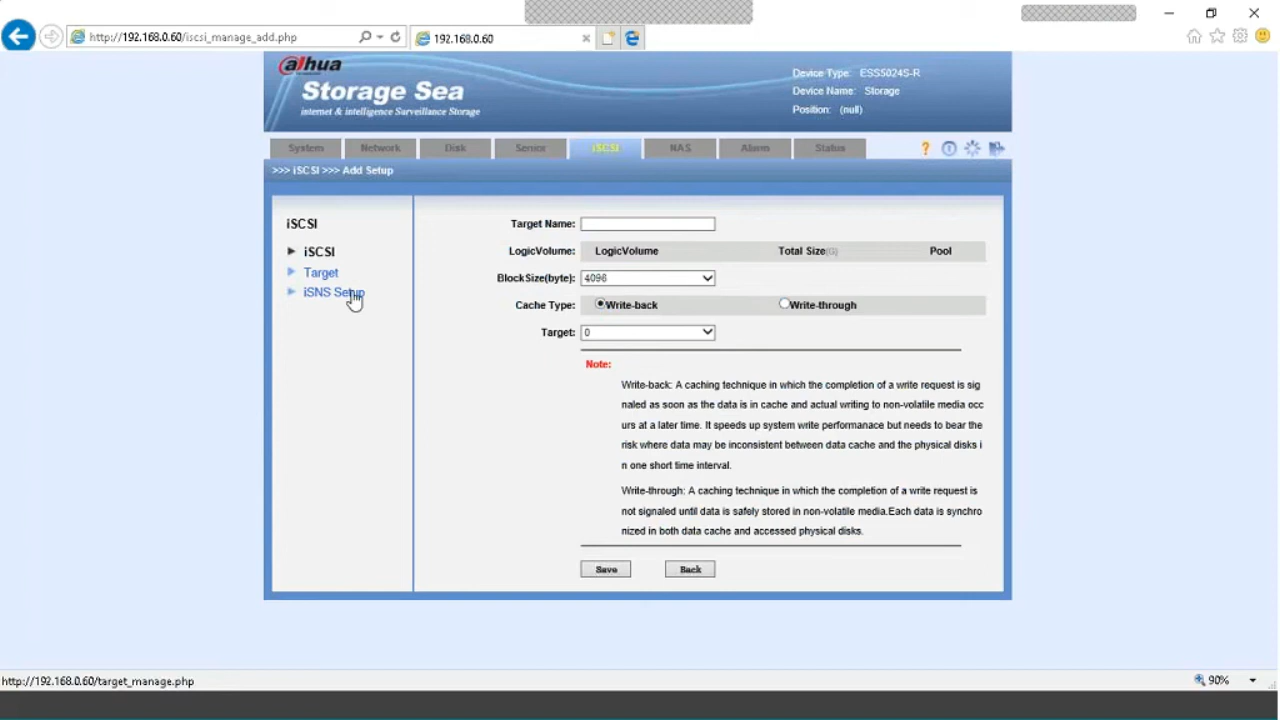 http://192.168.0.60/iscsi_manage_add.php
192.168.0.60
alhua
Storage Sea
internet & intelligence Surveillance Storage
Device Type: ESS5024S-R
Device Name: Storage
Position: (null)
System Network Disk Senior iSCSI NAS Alarm Status
>>> iSCSI >>> Add Setup
iSCSI
iSCSI
Target
iSNS Setup
Target Name:
LogicVolume: LogicVolume Total Size(G) Pool
BlockSize(byte): 4096
Cache Type: Write-back Write-through
Target: 0
Note:
Write-back: A caching technique in which the completion of a write request is sig
naled as soon as the data is in cache and actual writing to non-volatile media occ
urs at a later time. It speeds up system write performanace but needs to bear the
risk where data may be inconsistent between data cache and the physical disks i
n one short time interval.
Write-through: A caching technique in which the completion of a write request is
not signaled until data is safely stored in non-volatile media.Each data is synchro
nized in both data cache and accessed physical disks.
Save Back
http://192.168.0.60/target_manage.php
90%